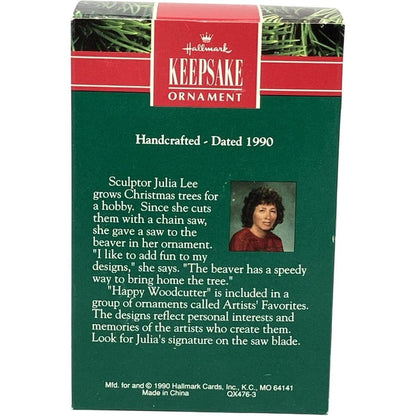 Hallmark
KEEPSAKE
ORNAMENT
Handcrafted - Dated 1990
Sculptor Julia Lee
grows Christmas trees for
a hobby. Since she cuts
them with a chain saw,
she gave a saw to the
beaver in her ornament.
"I like to add fun to my
designs," she says. "The beaver has a speedy
way to bring home the tree."
"Happy Woodcutter" is included in a
group of ornaments called Artists' Favorites.
The designs reflect personal interests and
memories of the artists who create them.
Look for Julia's signature on the saw blade.
Mfd. for and © 1990 Hallmark Cards, Inc., K.C., MO 64141
Made in China QX476-3